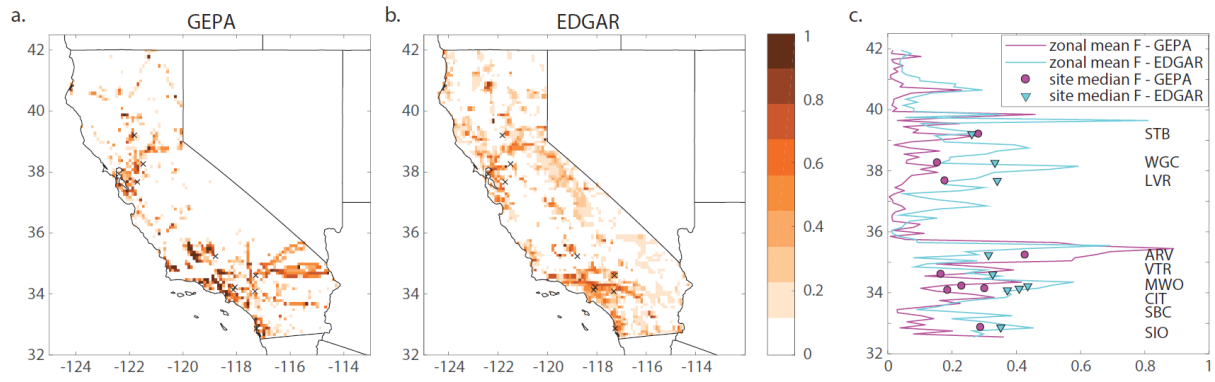 a.
GEPA
42
40
38
36
34
32
-124
-122
-120
-118
-116
-114
b.
EDGAR
42
40
38
36
34
32
-124
-122
-120
-118
-116
-114
1
0.8
0.6
0.4
0.2
0
c.
zonal mean F - GEPA
zonal mean F - EDGAR
site median F - GEPA
site median F - EDGAR
42
40
38
36
34
32
STB
WGC
LVR
ARV
VTR
MWO
CIT
SBC
SIO
0
0.2
0.4
0.6
0.8
1